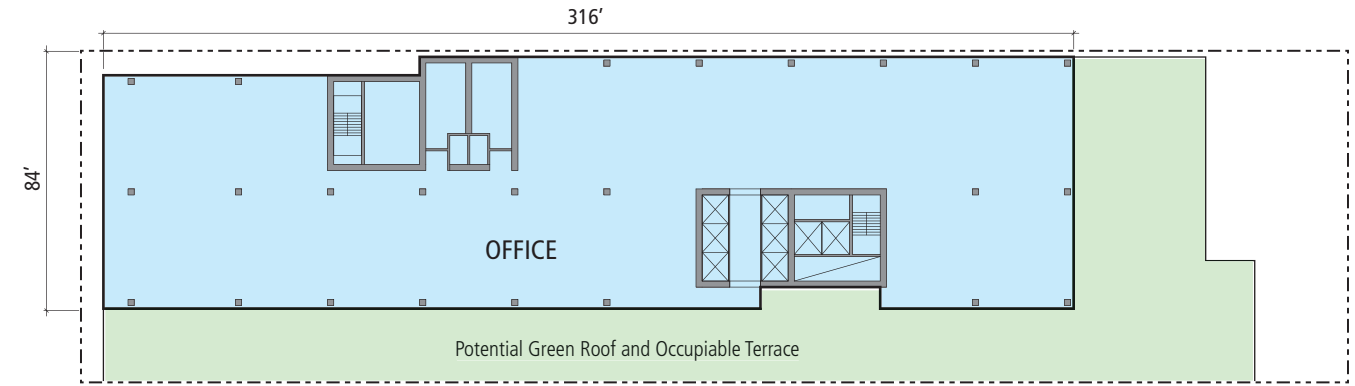 316’
84’
OFFICE
Potential Green Roof and Occupiable Terrace